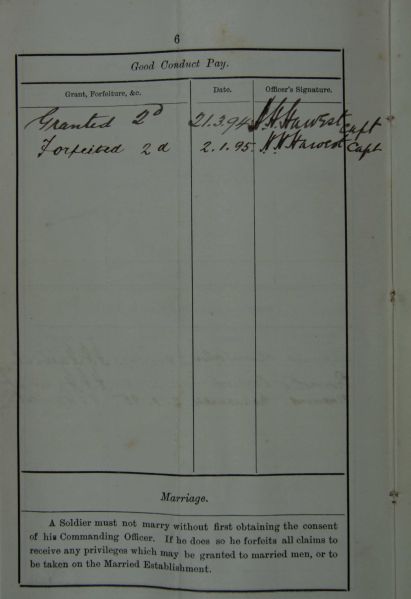 6
Good Conduct Pay.
Grant, Forfeiture, &c. Date. Officer's Signature.
Granted 2d 21.3.94 H. Harvest Capt
Forfeited 2d 2.1.95 Harvest Capt
Marriage.
A Soldier must not marry without first obtaining the consent
of his Commanding Officer. If he does so he forfeits all claims to
receive any privileges which may be granted to married men, or to
be taken on the Married Establishment.